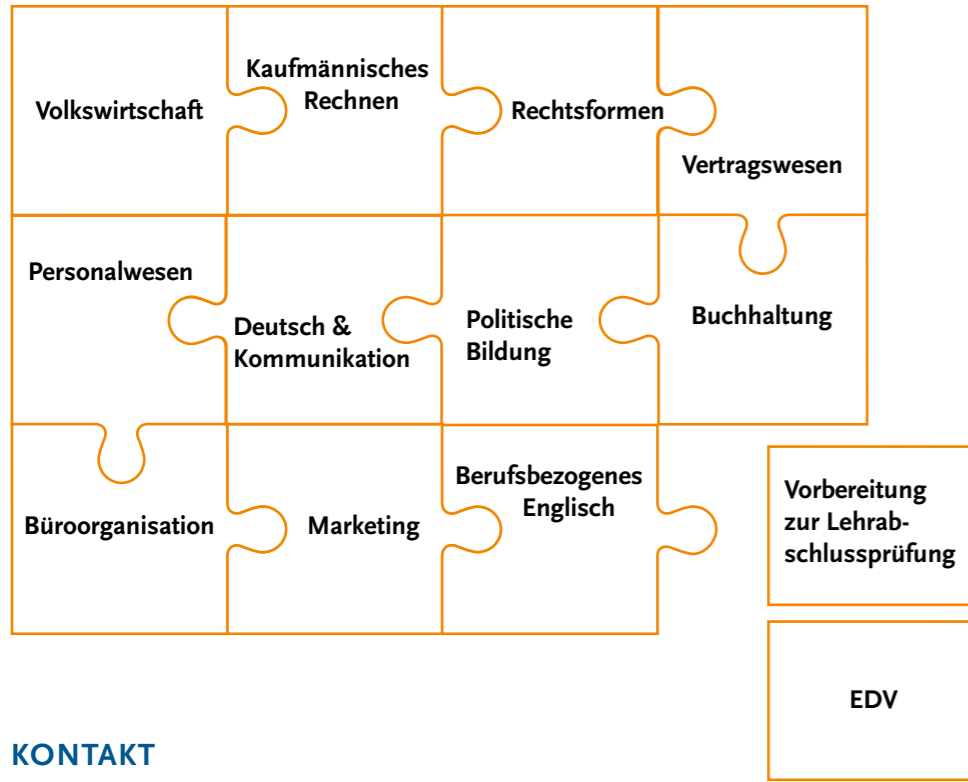 Volkswirtschaft
Kaufmännisches
Rechnen
Rechtsformen
Vertragswesen
Personalwesen
Deutsch &
Kommunikation
Politische
Bildung
Buchhaltung
Büroorganisation
Marketing
Berufsbezogenes
Englisch
Vorbereitung
zur Lehrab-
schlussprüfung
EDV
KONTAKT